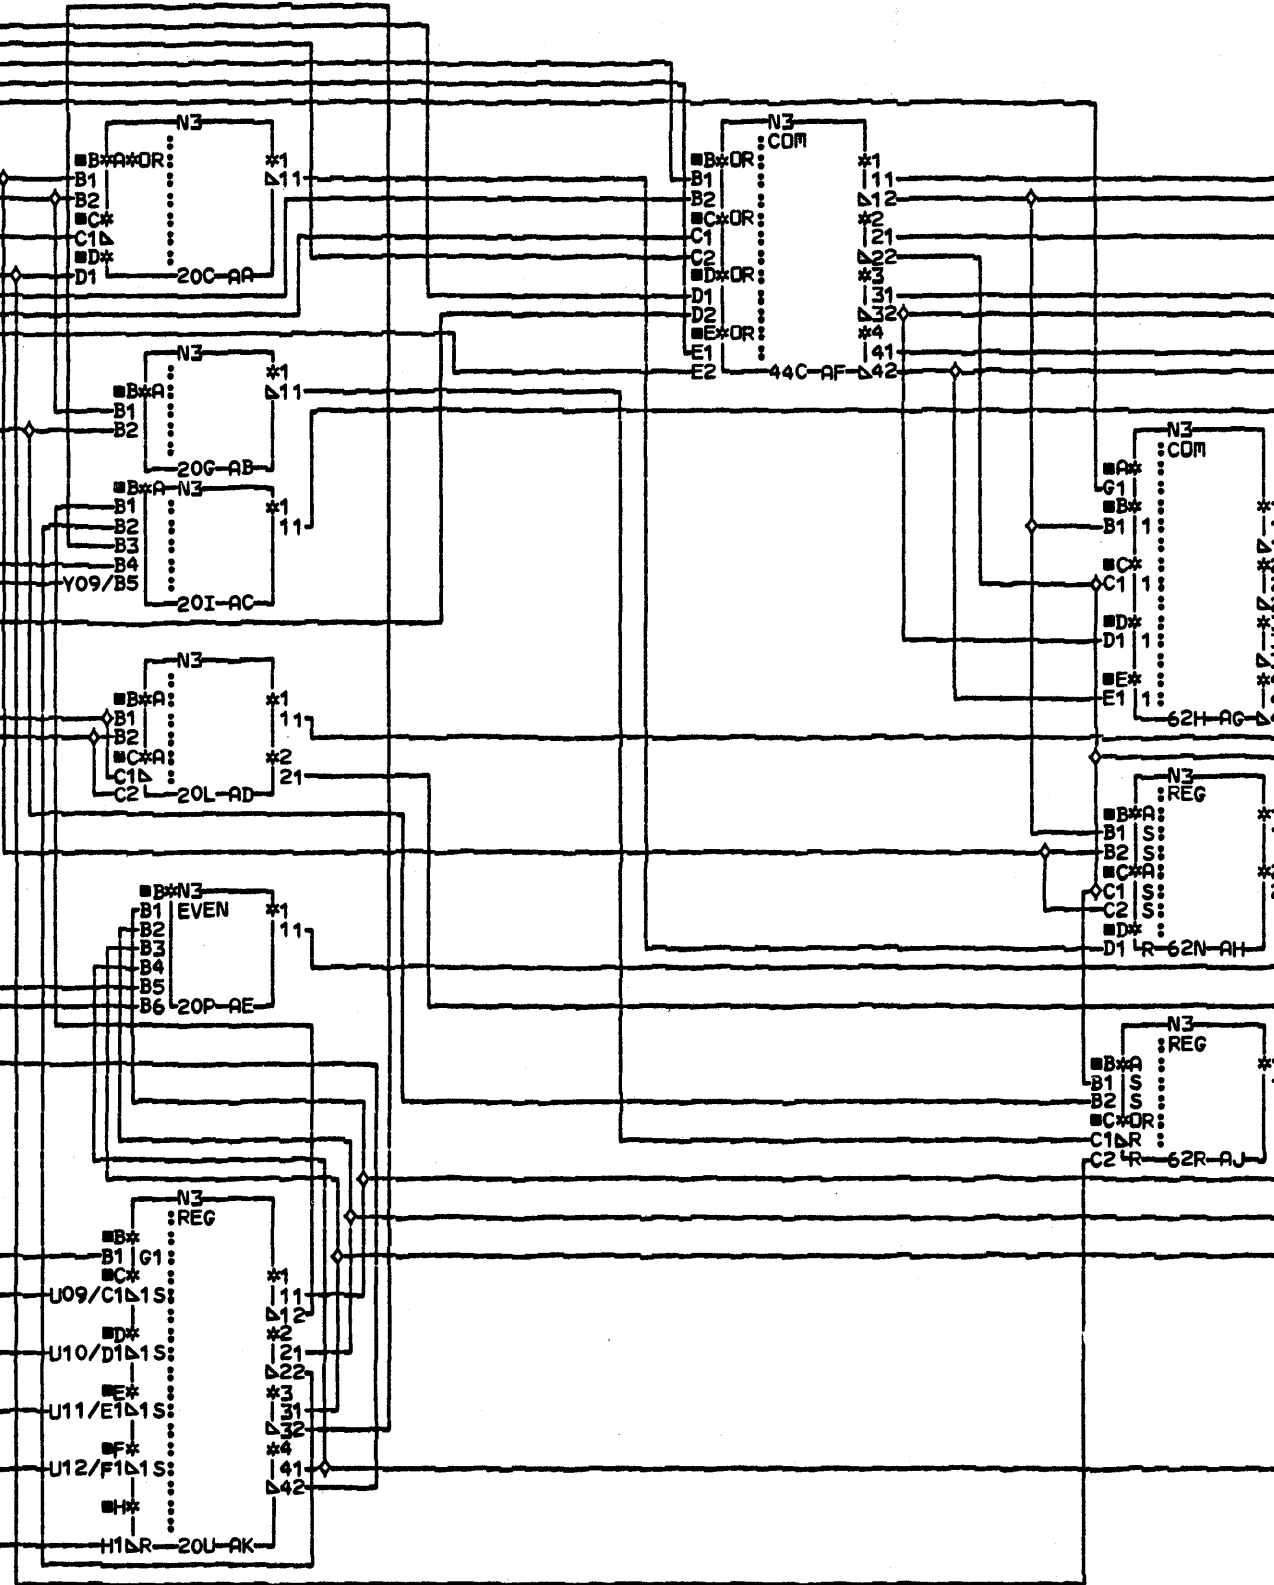 N3
■B✲A✲OR ✲1
B1 ⊿11
B2
■C✲
C1
■D✲
D1 20C AA
N3
COM
■B✲OR ✲1
B1 11
B2 ⊿12
■C✲OR ✲2
C1 21
C2 ⊿22
■D✲OR ✲3
D1 31
D2 ⊿32
■E✲OR ✲4
E1 41
E2 44C AF ⊿42
N3
✲1
■B✲A ⊿11
B1
B2
20G AB
■B✲A N3
B1 ✲1
B2 11
B3
B4
Y09/B5
20I AC
N3
COM
■A✲
G1
■B✲
B1 1
■C✲
C1 1
■D✲
D1 1
■E✲
E1 1
62H AG
N3
■B✲A ✲1
B1 11
B2
■C✲A ✲2
C1 21
C2 20L AD
N3
REG
■B✲A
B1 S
B2 S
■C✲A
C1 S
C2 S
■D✲
D1 R 62N AH
■B✲N3
B1 EVEN ✲1
B2 11
B3
B4
B5
B6 20P AE
N3
REG
■B✲A
B1 S
B2 S
■C✲OR
C1 R
C2 R 62R AJ
N3
REG
■B✲
B1 G1
■C✲ ✲1
U09/C1 1S 11
⊿12
■D✲ ✲2
U10/D1 1S 21
⊿22
■E✲ ✲3
U11/E1 1S 31
⊿32
■F✲ ✲4
U12/F1 1S 41
⊿42
■H✲
H1 R 20U AK